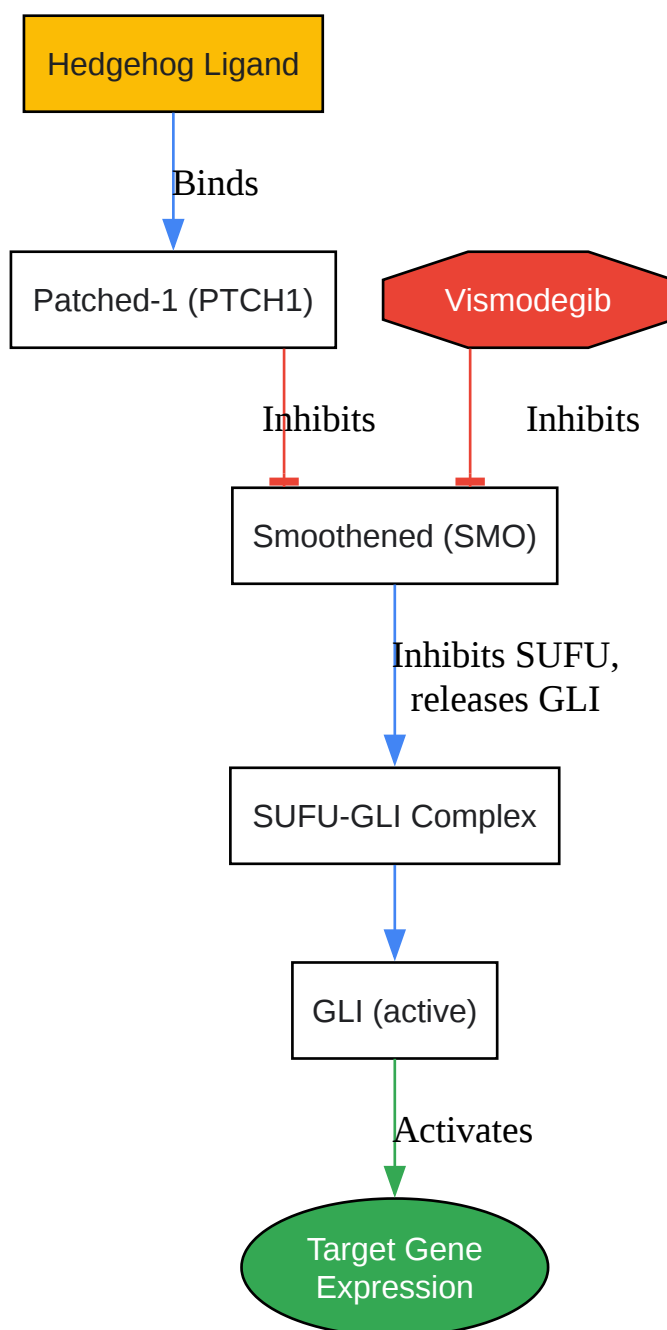 Hedgehog Ligand
Binds
Patched-1 (PTCH1)
Vismodegib
Inhibits
Inhibits
Smoothened (SMO)
Inhibits SUFU,
releases GLI
SUFU-GLI Complex
GLI (active)
Activates
Target Gene
Expression